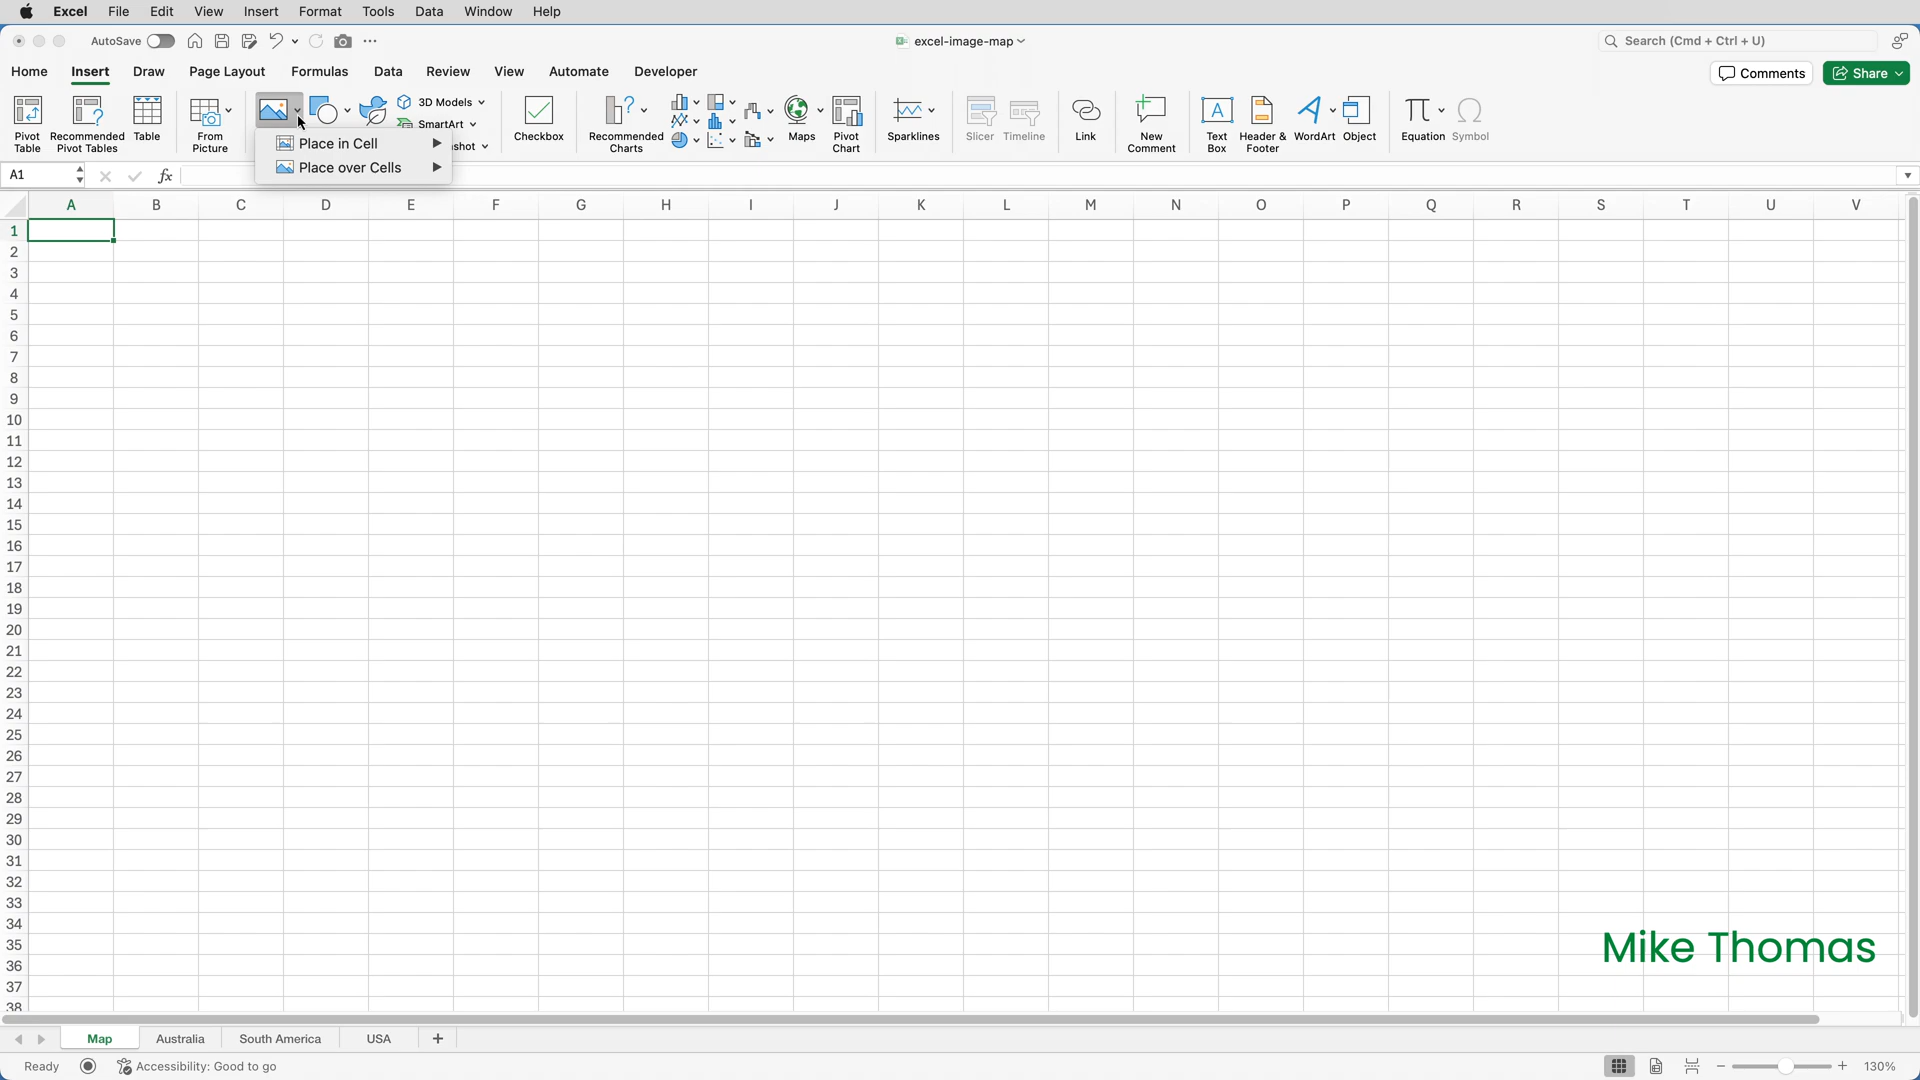 Excel File Edit View Insert Format Tools Data Window Help
AutoSave excel-image-map Search (Cmd + Ctrl + U)
Home Insert Draw Page Layout Formulas Data Review View Automate Developer Comments Share
3D Models
SmartArt
shot
Pivot Table
Recommended Pivot Tables
Table
From Picture
Checkbox
Recommended Charts
Maps
Pivot Chart
Sparklines
Slicer
Timeline
Link
New Comment
Text Box
Header & Footer
WordArt
Object
Equation
Symbol
Place in Cell
Place over Cells
A1 fx
A B C D E F G H I J K L M N O P Q R S T U V
1
2
3
4
5
6
7
8
9
10
11
12
13
14
15
16
17
18
19
20
21
22
23
24
25
26
27
28
29
30
31
32
33
34
35
36
37
38
Mike Thomas
Map Australia South America USA
Ready Accessibility: Good to go 130%